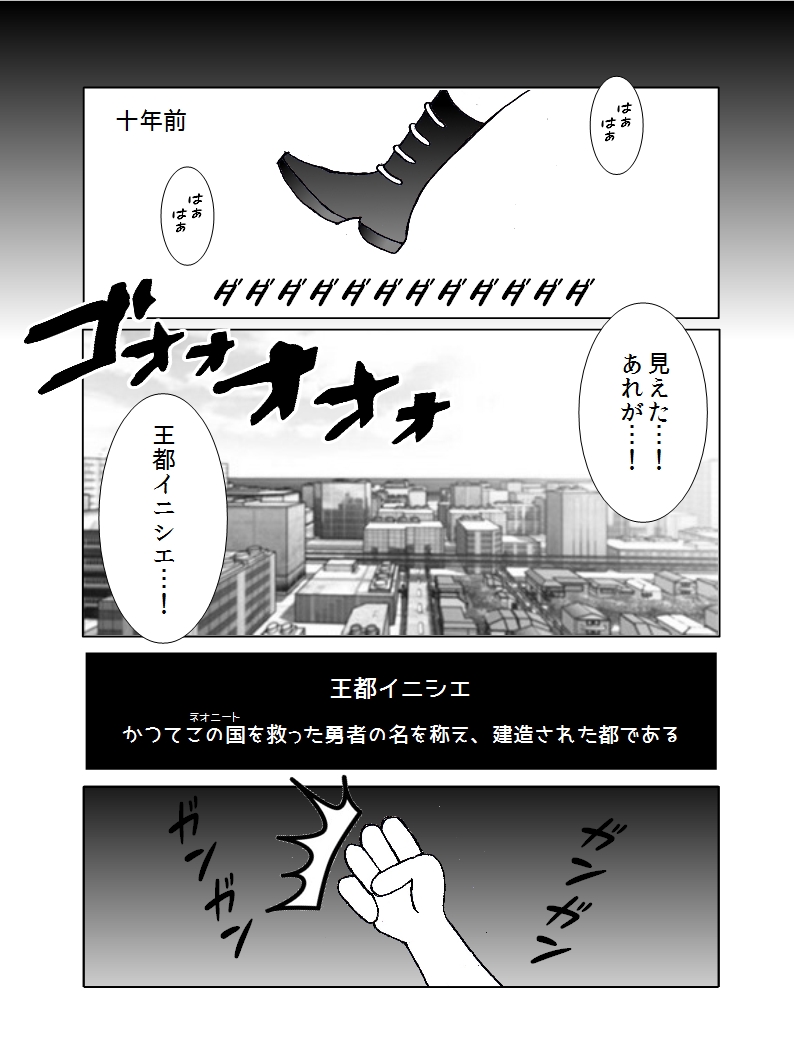 十年前
はぁ
はぁ
はぁ
はぁ
ダダダダダダダダダダダダ
ゴオオオオオ
見えた…！
あれが…！
王都イニシエ…！
王都イニシエ
ネオニート
かつてこの国を救った勇者の名を称え、建造された都である
ガン
ガン
ガン
ガン